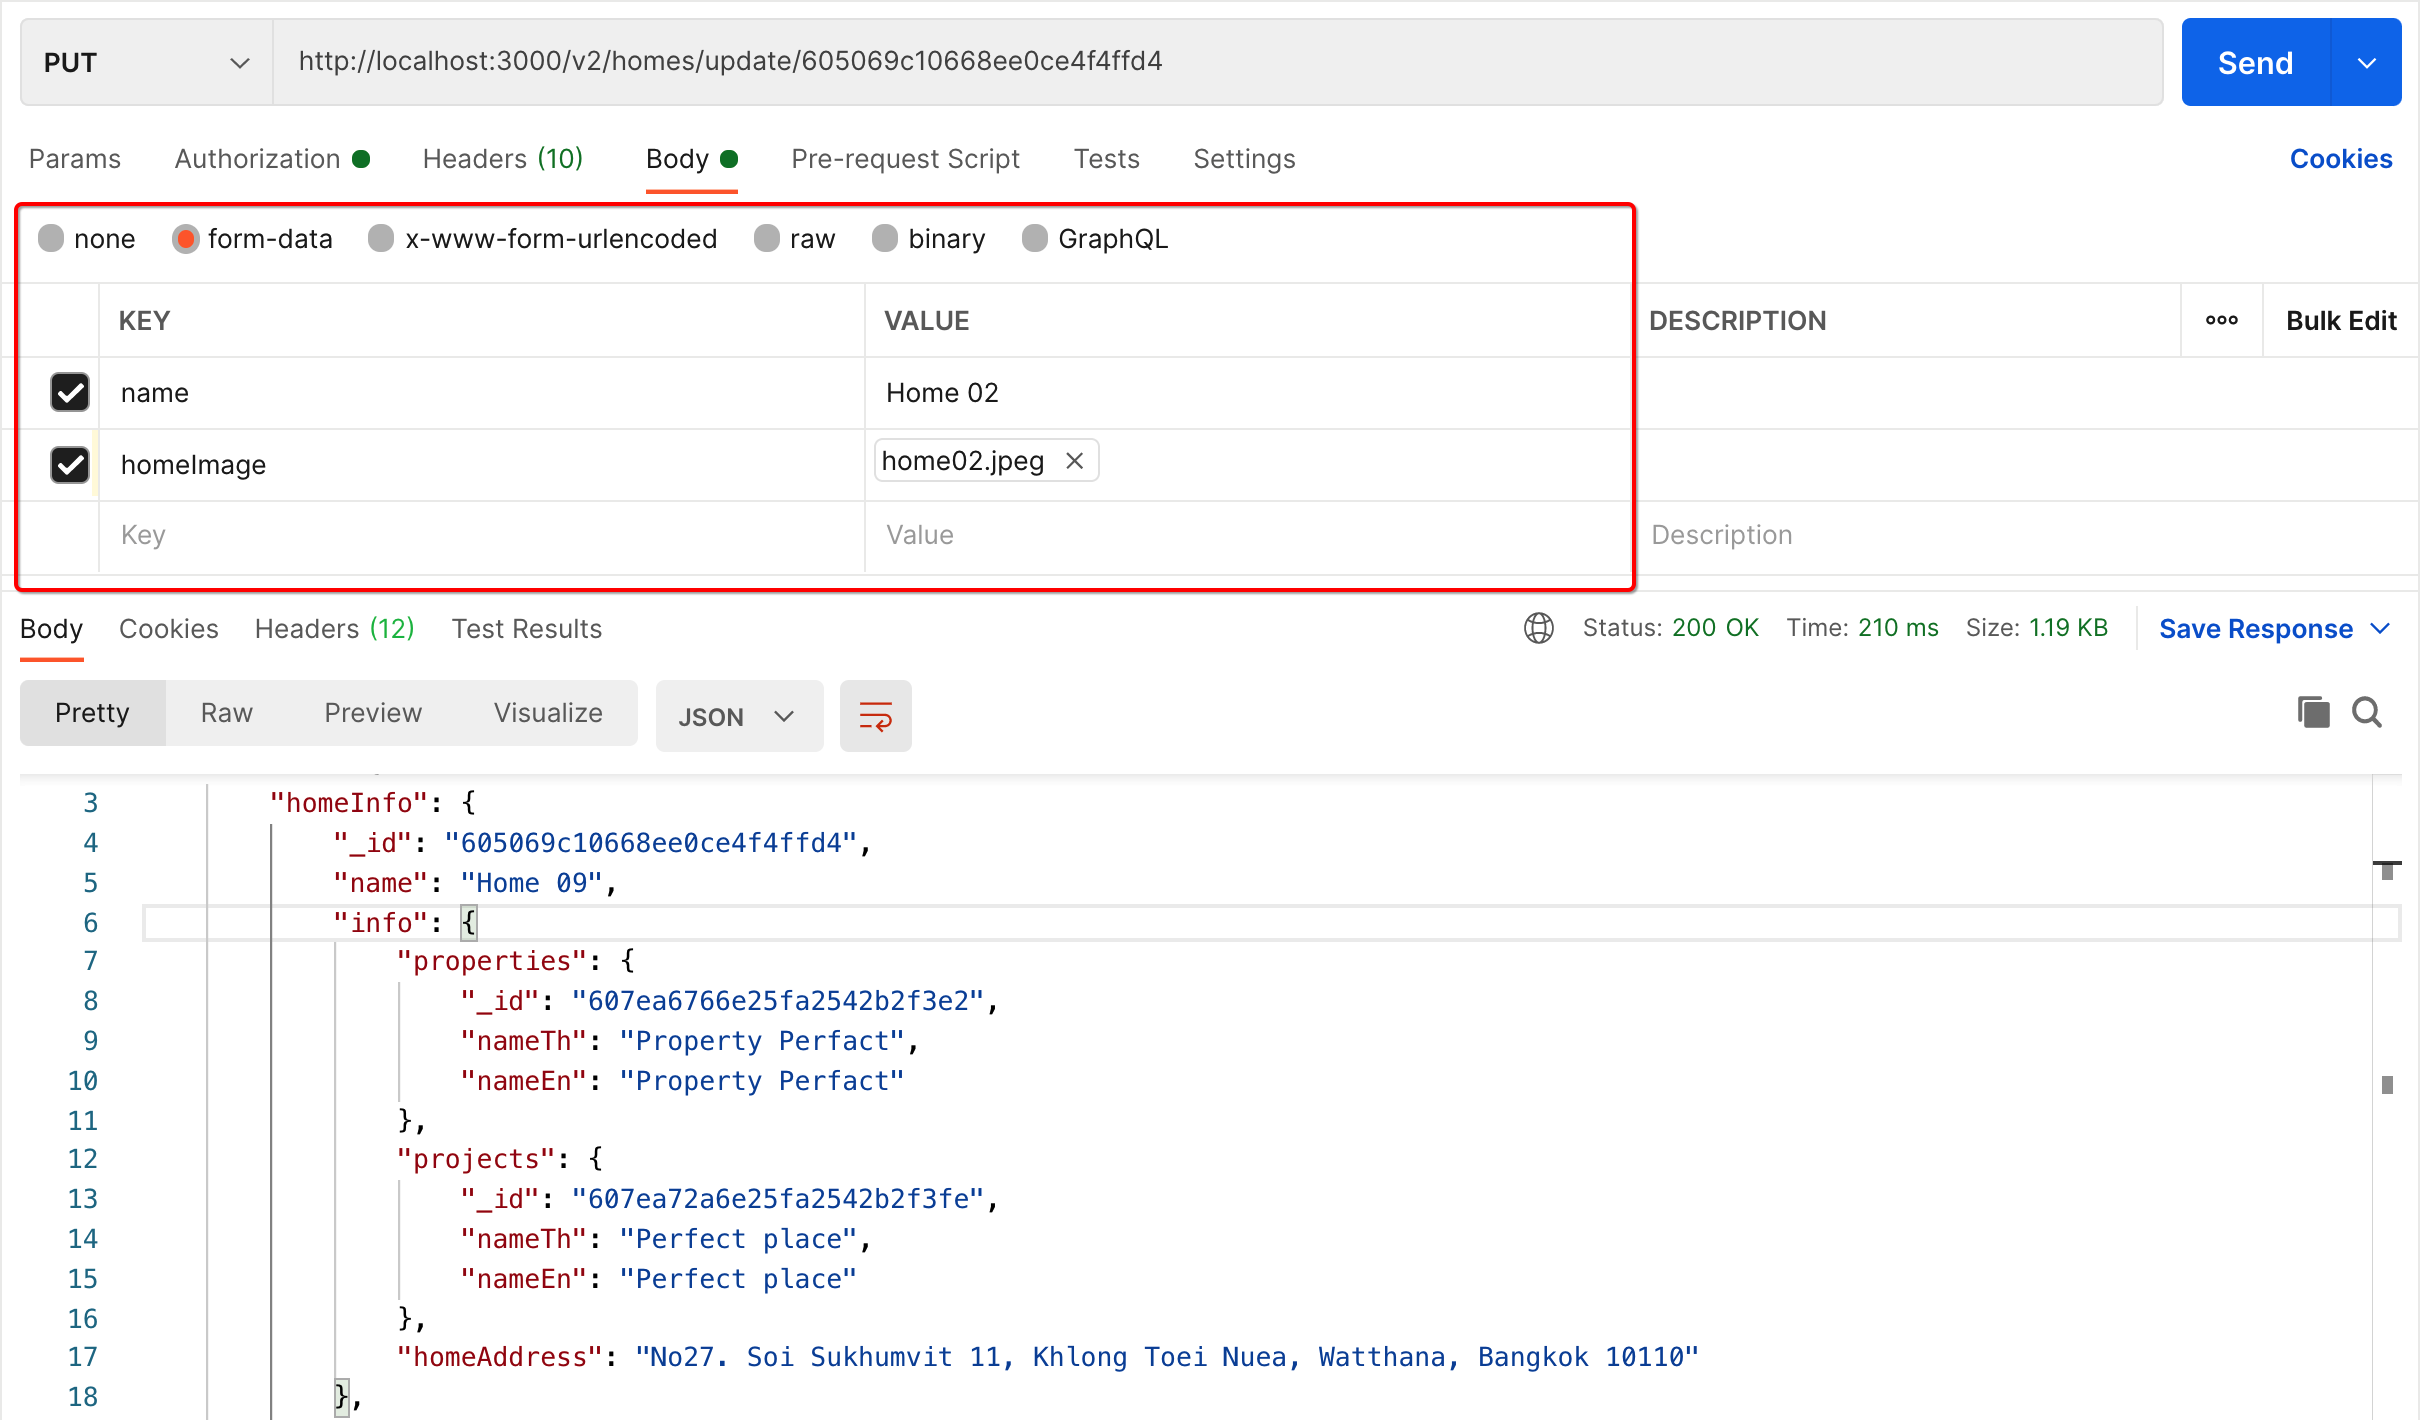 PUT http://localhost:3000/v2/homes/update/605069c10668ee0ce4f4ffd4 Send
Params Authorization Headers (10) Body Pre-request Script Tests Settings Cookies
none form-data x-www-form-urlencoded raw binary GraphQL
KEY VALUE DESCRIPTION ooo Bulk Edit
name Home 02
homeImage home02.jpeg
Key Value Description
Body Cookies Headers (12) Test Results Status: 200 OK Time: 210 ms Size: 1.19 KB Save Response
Pretty Raw Preview Visualize JSON
3 "homeInfo": {
4 "_id": "605069c10668ee0ce4f4ffd4",
5 "name": "Home 09",
6 "info": {
7 "properties": {
8 "_id": "607ea6766e25fa2542b2f3e2",
9 "nameTh": "Property Perfact",
10 "nameEn": "Property Perfact"
11 },
12 "projects": {
13 "_id": "607ea72a6e25fa2542b2f3fe",
14 "nameTh": "Perfect place",
15 "nameEn": "Perfect place"
16 },
17 "homeAddress": "No27. Soi Sukhumvit 11, Khlong Toei Nuea, Watthana, Bangkok 10110"
18 },